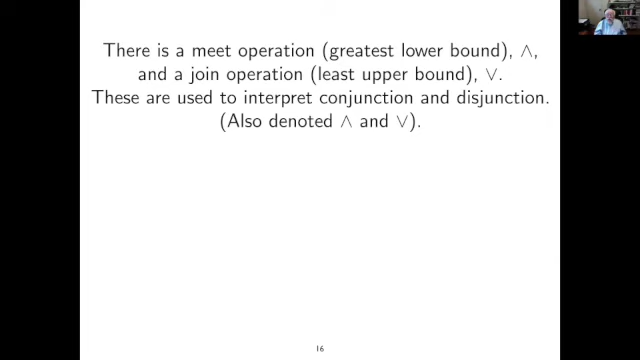 There is a meet operation (greatest lower bound), ∧,
and a join operation (least upper bound), ∨.
These are used to interpret conjunction and disjunction.
(Also denoted ∧ and ∨).
16